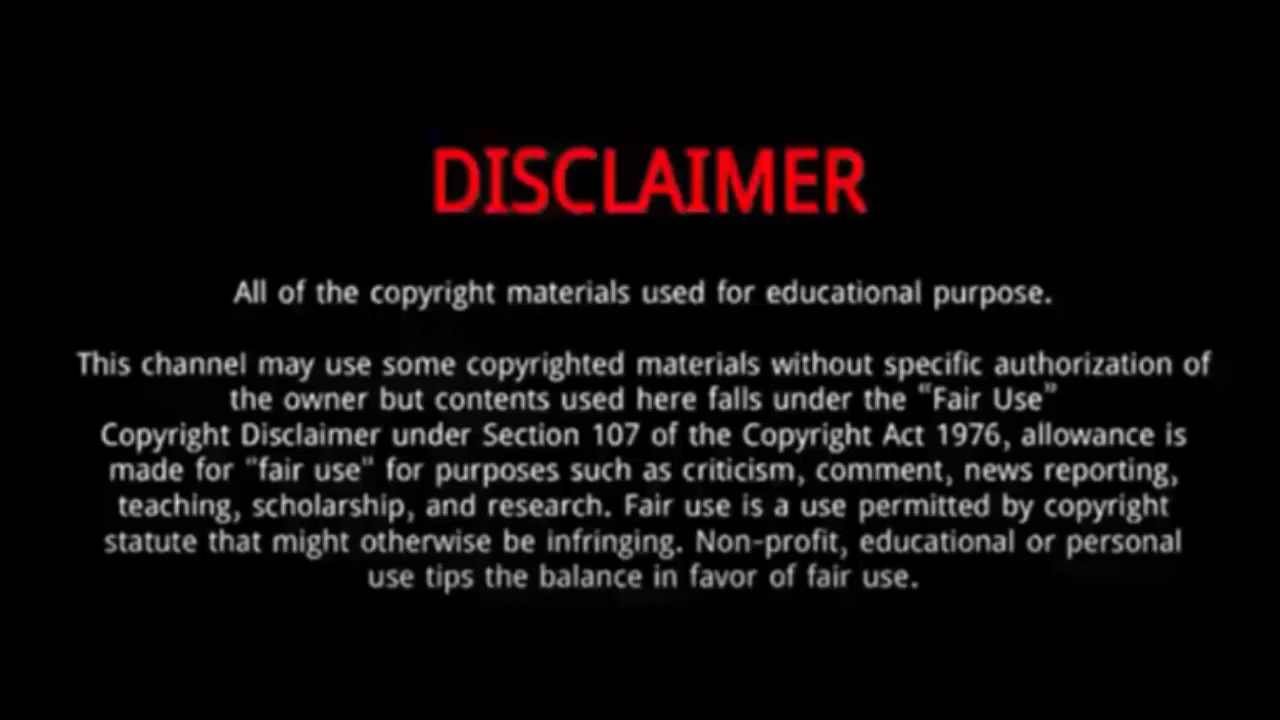 DISCLAIMER
All of the copyright materials used for educational purpose.
This channel may use some copyrighted materials without specific authorization of
the owner but contents used here falls under the “Fair Use”
Copyright Disclaimer under Section 107 of the Copyright Act 1976, allowance is
made for "fair use" for purposes such as criticism, comment, news reporting,
teaching, scholarship, and research. Fair use is a use permitted by copyright
statute that might otherwise be infringing. Non-profit, educational or personal
use tips the balance in favor of fair use.